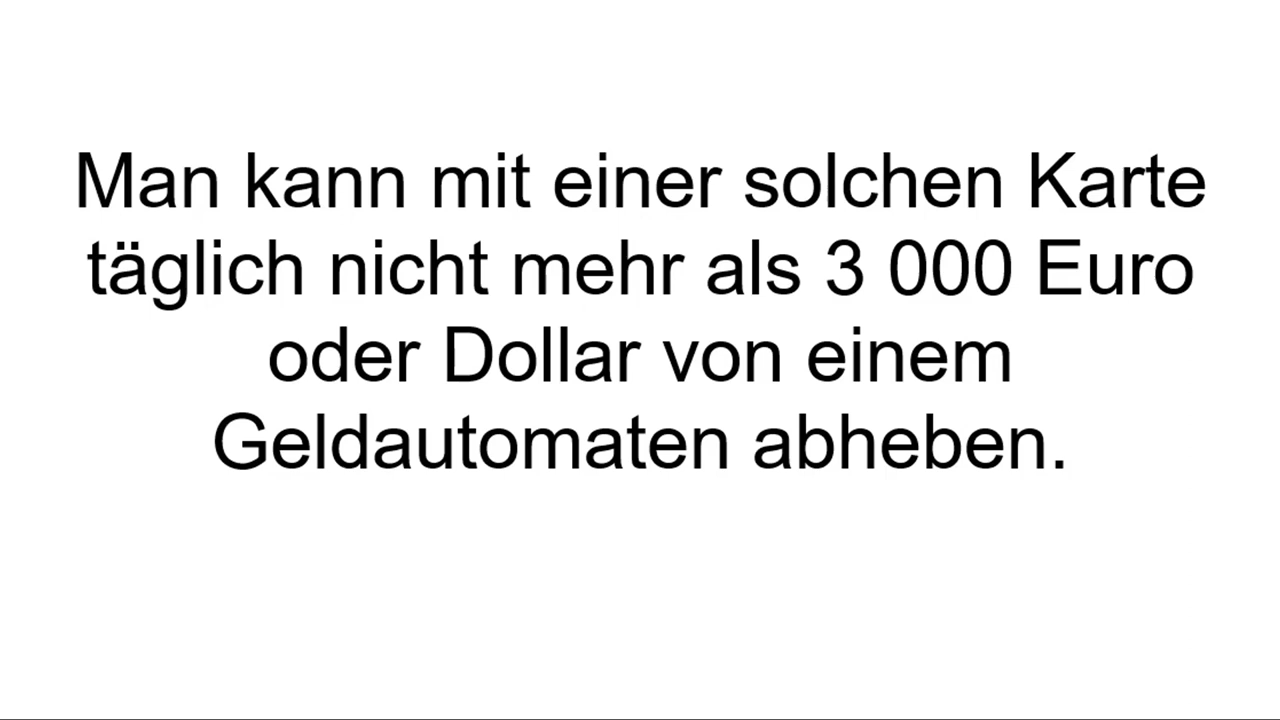 Man kann mit einer solchen Karte
täglich nicht mehr als 3 000 Euro
oder Dollar von einem
Geldautomaten abheben.